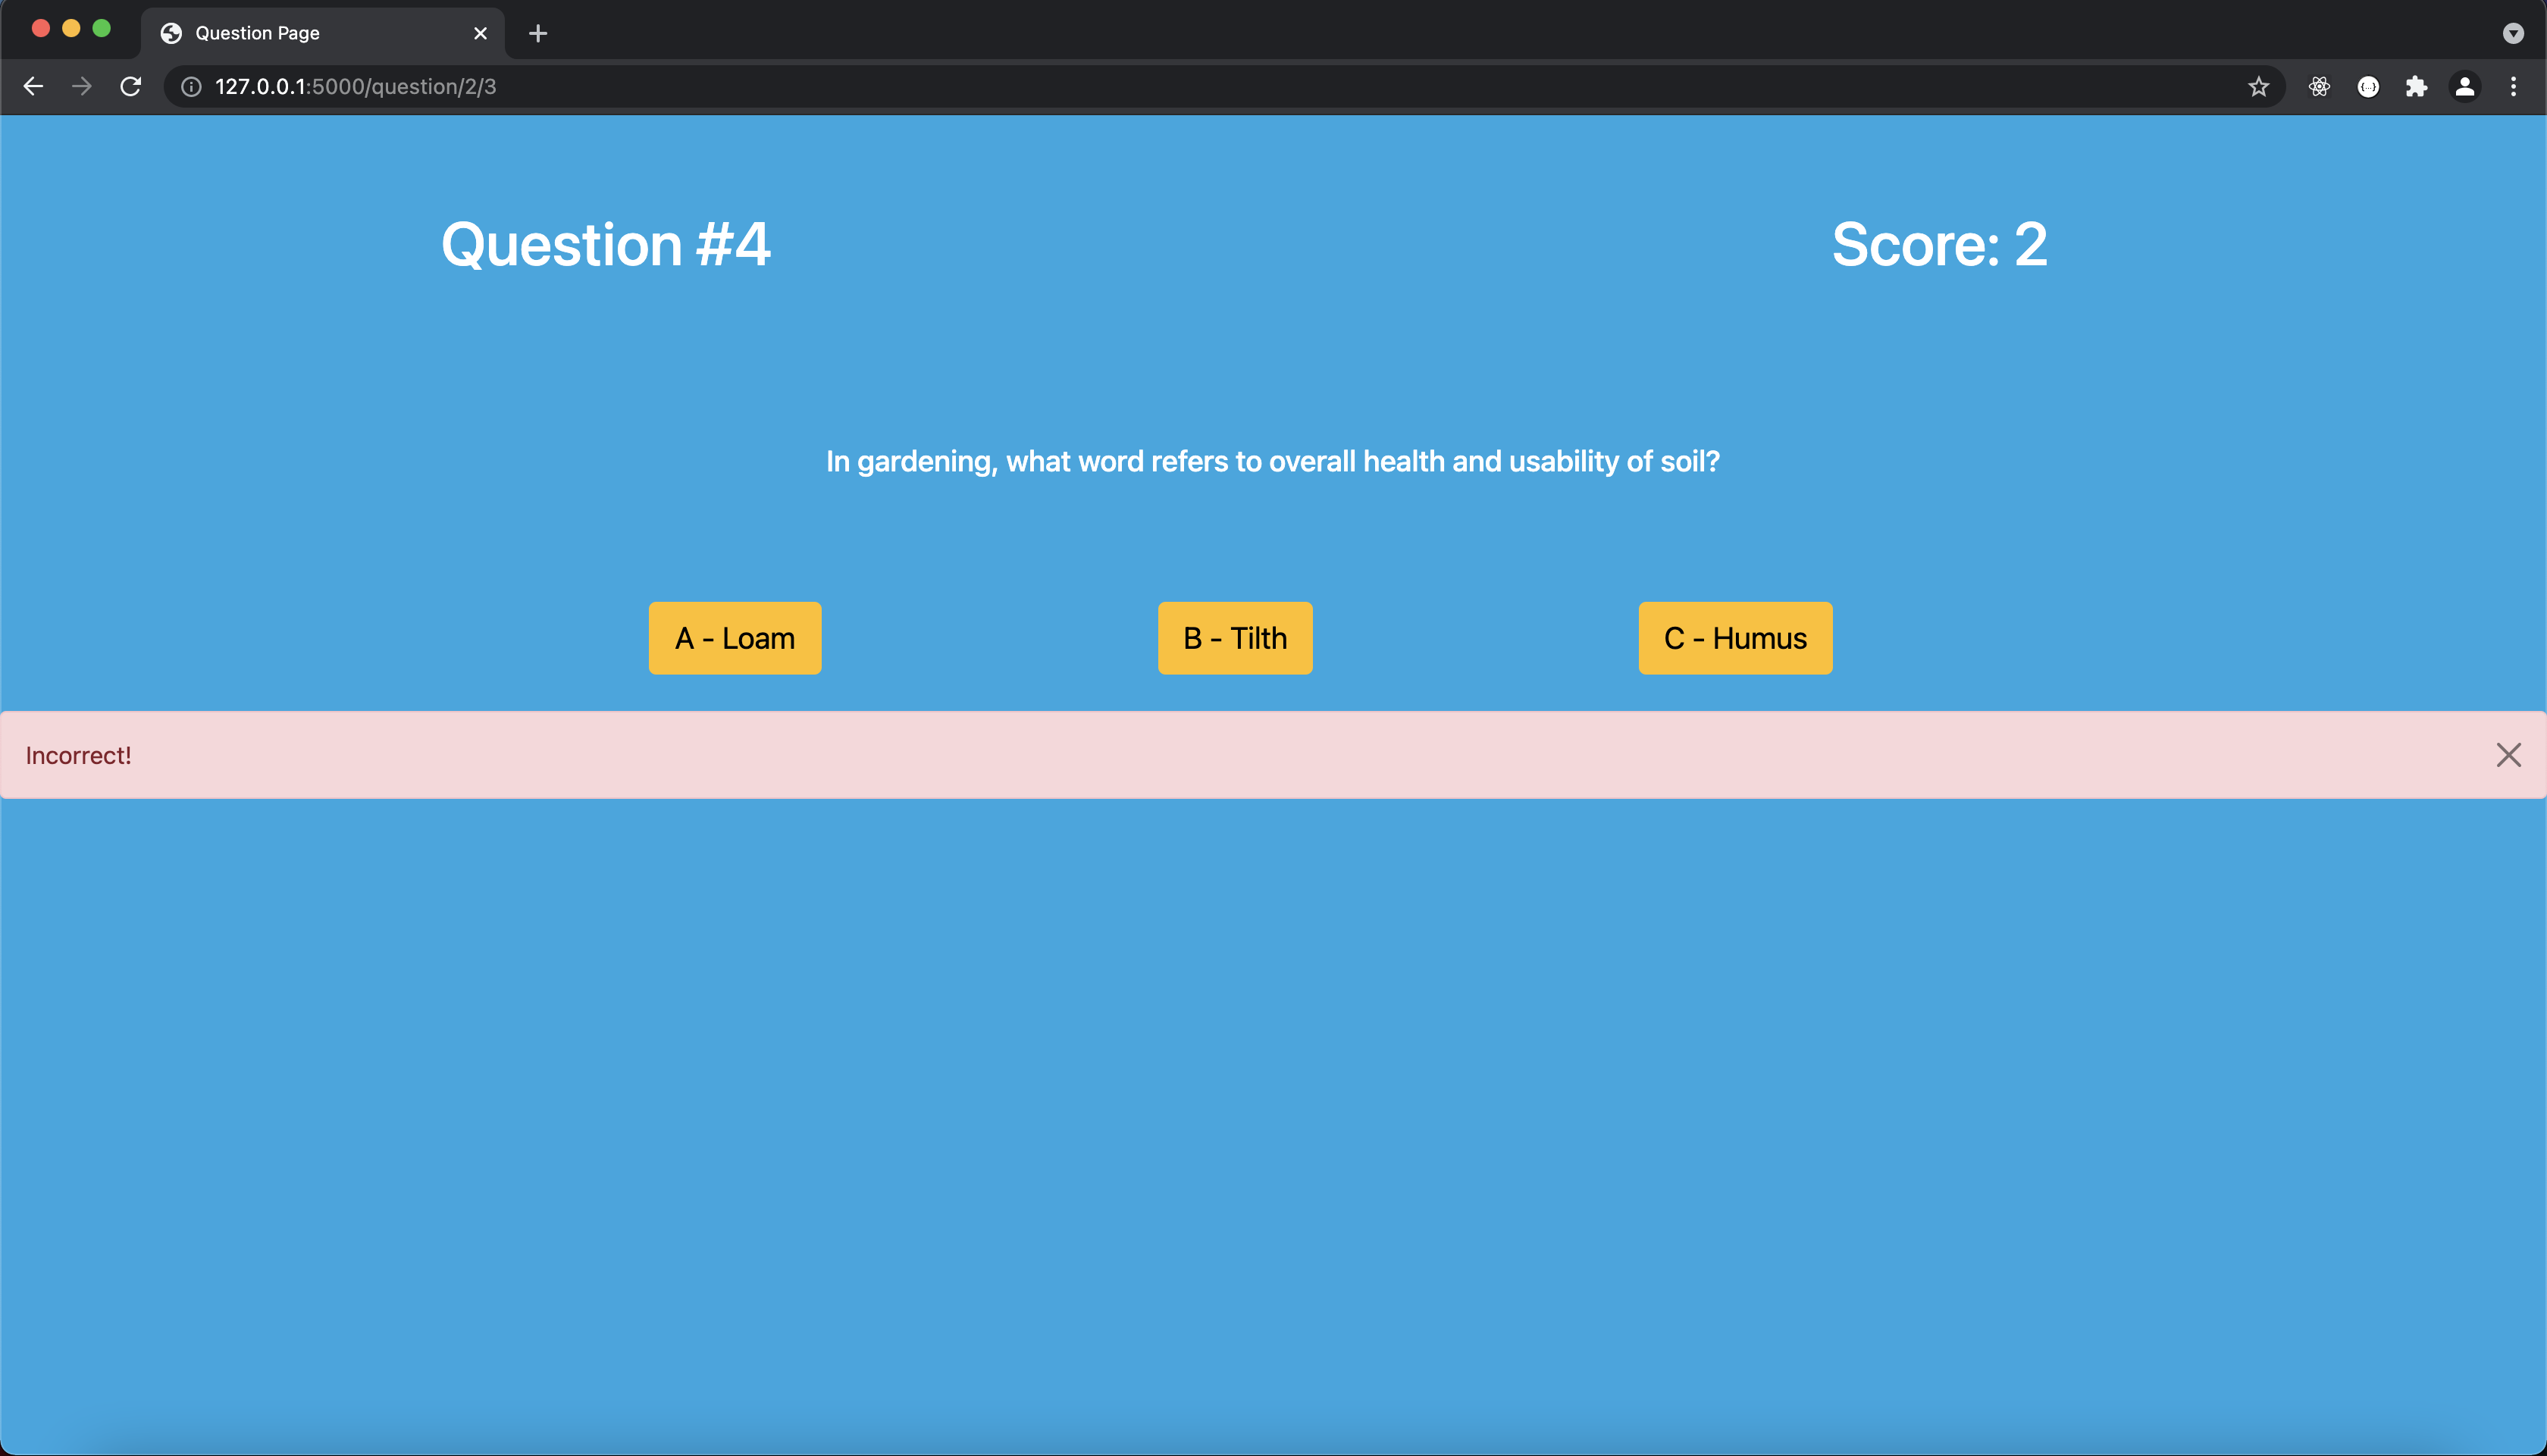 Question Page
127.0.0.1:5000/question/2/3
Question #4
Score: 2
In gardening, what word refers to overall health and usability of soil?
A - Loam
B - Tilth
C - Humus
Incorrect!